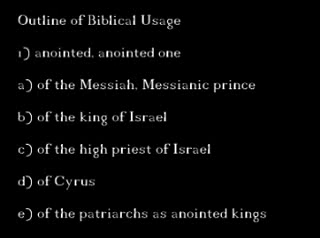 Outline of Biblical Usage
1) anointed, anointed one
a) of the Messiah, Messianic prince
b) of the king of Israel
c) of the high priest of Israel
d) of Cyrus
e) of the patriarchs as anointed kings